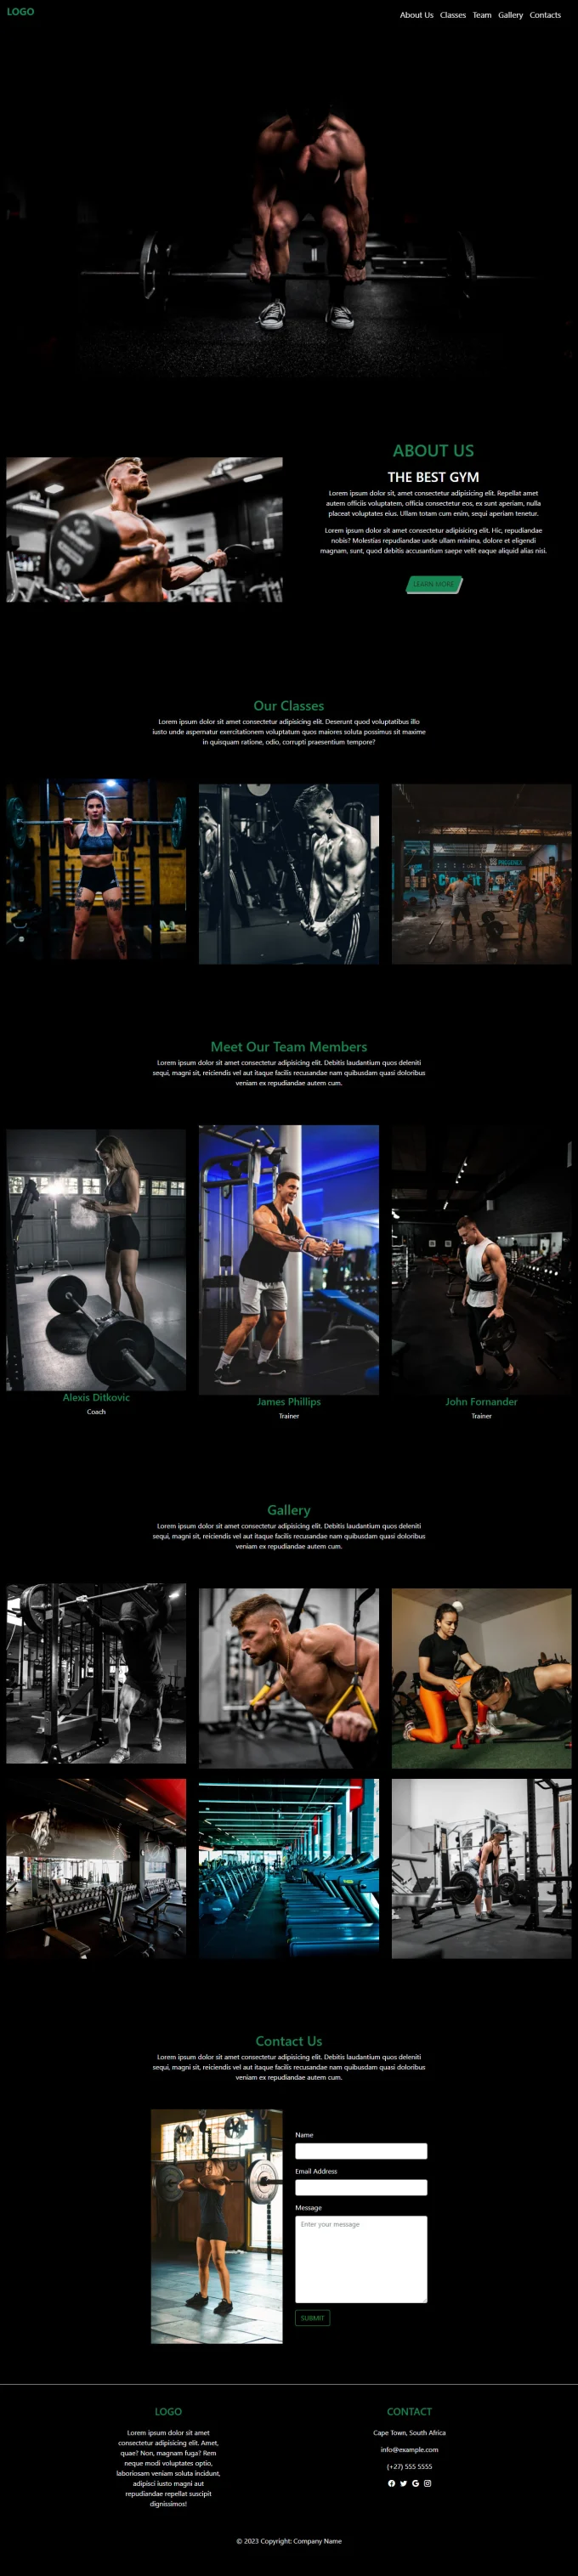 LOGO
About Us Classes Team Gallery Contacts
ABOUT US
THE BEST GYM
Lorem ipsum dolor sit, amet consectetur adipisicing elit. Repellat amet
autem officiis voluptatem, officia consectetur eos, ex sunt aperiam, nulla
placeat voluptates eius. Ullam totam cum enim, sequi aperiam tenetur.
Lorem ipsum dolor sit amet consectetur adipisicing elit. Hic, repudiandae
nobis? Molestias repudiandae unde ullam minima, dolore et eligendi
magnam, sunt, quod debitis accusantium saepe velit eaque aliquid alias nisi.
LEARN MORE
Our Classes
Lorem ipsum dolor sit amet consectetur adipisicing elit. Deserunt quod voluptatibus illo
iusto unde aspernatur exercitationem voluptatum quos maiores soluta possimus sit maxime
in quisquam ratione, odio, corrupti praesentium tempore?
Meet Our Team Members
Lorem ipsum dolor sit amet consectetur adipisicing elit. Debitis laudantium quos deleniti
sequi, magni sit, reiciendis vel aut itaque facilis recusandae nam quibusdam quasi doloribus
veniam ex repudiandae autem cum.
Alexis Ditkovic
Coach
James Phillips
Trainer
John Fornander
Trainer
Gallery
Lorem ipsum dolor sit amet consectetur adipisicing elit. Debitis laudantium quos deleniti
sequi, magni sit, reiciendis vel aut itaque facilis recusandae nam quibusdam quasi doloribus
veniam ex repudiandae autem cum.
Contact Us
Lorem ipsum dolor sit amet consectetur adipisicing elit. Debitis laudantium quos deleniti
sequi, magni sit, reiciendis vel aut itaque facilis recusandae nam quibusdam quasi doloribus
veniam ex repudiandae autem cum.
Name
Email Address
Message
Enter your message
SUBMIT
LOGO
Lorem ipsum dolor sit amet
consectetur adipisicing elit. Amet,
quae? Non, magnam fuga? Rem
neque modi voluptates optio,
laboriosam veniam soluta incidunt,
adipisci iusto magni aut
repudiandae repellat suscipit
dignissimos!
CONTACT
Cape Town, South Africa
info@example.com
(+27) 555 5555
© 2023 Copyright: Company Name